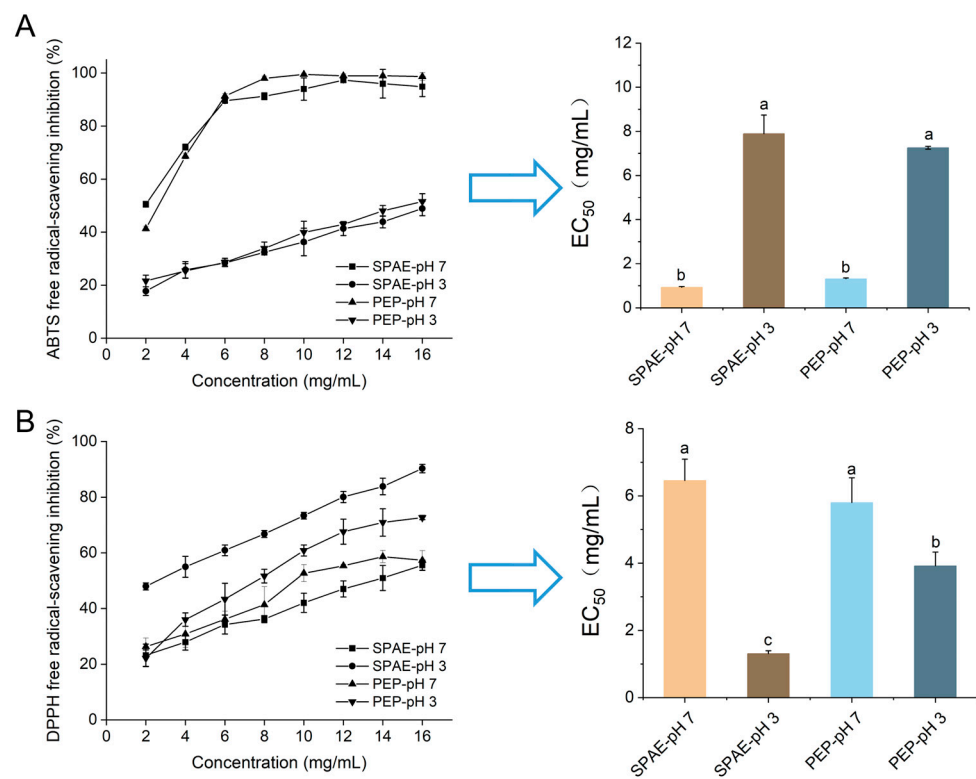 A
ABTS free radical-scavening inhibition (%)
100
80
60
40
20
0
0 2 4 6 8 10 12 14 16
Concentration (mg/mL)
SPAE-pH 7
SPAE-pH 3
PEP-pH 7
PEP-pH 3
EC50（mg/mL）
12
10
8
6
4
2
0
b
a
b
a
SPAE-pH 7
SPAE-pH 3
PEP-pH 7
PEP-pH 3
B
DPPH free radical-scavening inhibition (%)
100
80
60
40
20
0
0 2 4 6 8 10 12 14 16
Concentration (mg/mL)
SPAE-pH 7
SPAE-pH 3
PEP-pH 7
PEP-pH 3
EC50（mg/mL）
8
6
4
2
0
a
c
a
b
SPAE-pH 7
SPAE-pH 3
PEP-pH 7
PEP-pH 3